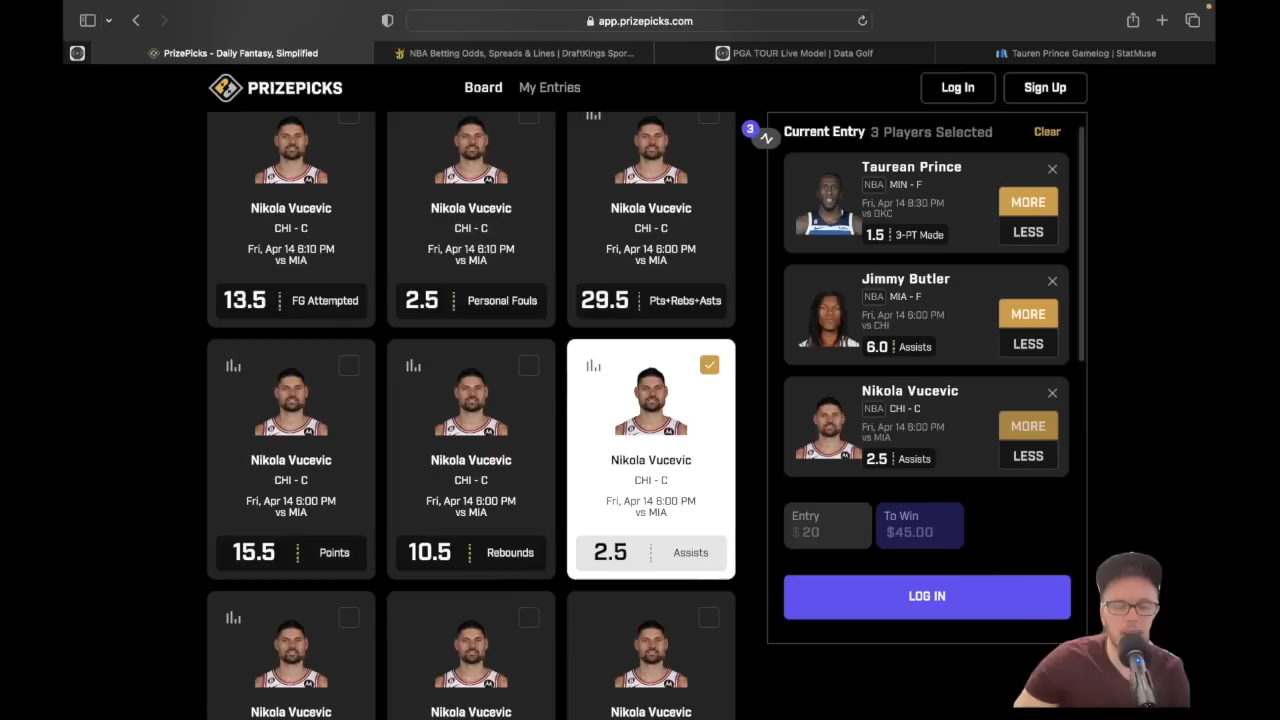 app.prizepicks.com
PrizePicks - Daily Fantasy, Simplified
NBA Betting Odds, Spreads & Lines | DraftKings Spor...
PGA TOUR Live Model | Data Golf
Tauren Prince Gamelog | StatMuse
PRIZEPICKS
Board
My Entries
Log In
Sign Up
Nikola Vucevic
CHI - C
Fri, Apr 14 6:10 PM
vs MIA
13.5 FG Attempted
Nikola Vucevic
CHI - C
Fri, Apr 14 6:10 PM
vs MIA
2.5 Personal Fouls
Nikola Vucevic
CHI - C
Fri, Apr 14 6:00 PM
vs MIA
29.5 Pts+Rebs+Asts
Nikola Vucevic
CHI - C
Fri, Apr 14 6:00 PM
vs MIA
15.5 Points
Nikola Vucevic
CHI - C
Fri, Apr 14 6:00 PM
vs MIA
10.5 Rebounds
Nikola Vucevic
CHI - C
Fri, Apr 14 6:00 PM
vs MIA
2.5 Assists
Nikola Vucevic
Nikola Vucevic
Nikola Vucevic
3
Current Entry 3 Players Selected Clear
Taurean Prince
NBA MIN - F
Fri, Apr 14 8:30 PM
vs OKC
1.5 3-PT Made
MORE
LESS
Jimmy Butler
NBA MIA - F
Fri, Apr 14 6:00 PM
vs CHI
6.0 Assists
MORE
LESS
Nikola Vucevic
NBA CHI - C
Fri, Apr 14 6:00 PM
vs MIA
2.5 Assists
MORE
LESS
Entry
$ 20
To Win
$45.00
LOG IN